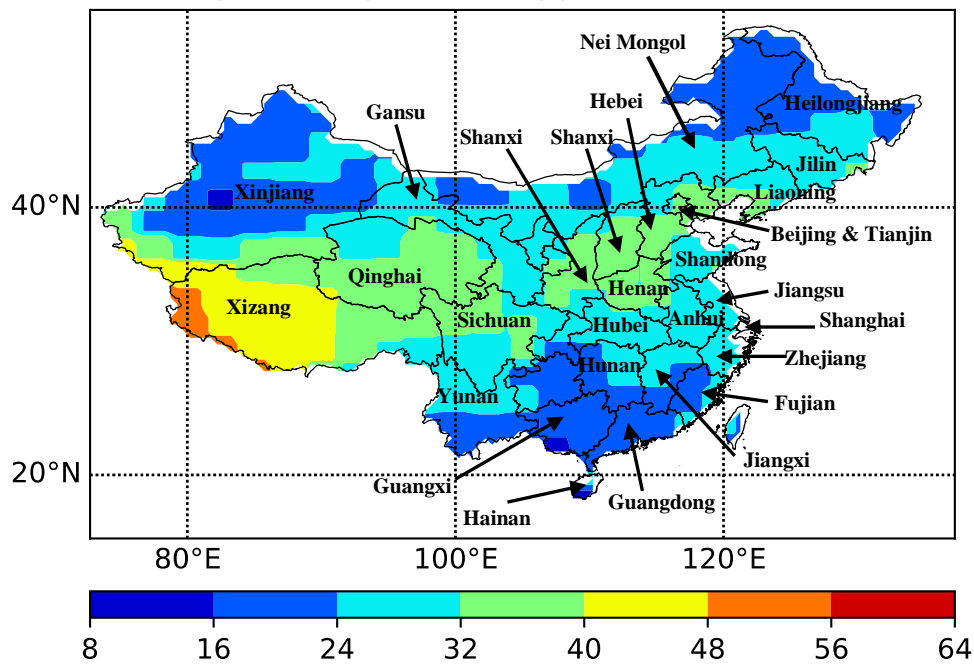 Nei Mongol
Hebei
Gansu
Shanxi
Shanxi
Heilongjiang
Jilin
Xinjiang
Liaoning
40°N
Beijing & Tianjin
Shandong
Qinghai
Henan
Jiangsu
Xizang
Sichuan
Hubei
Anhui
Shanghai
Hunan
Zhejiang
Yunan
Fujian
Jiangxi
20°N
Guangxi
Guangdong
Hainan
80°E 100°E 120°E
8 16 24 32 40 48 56 64